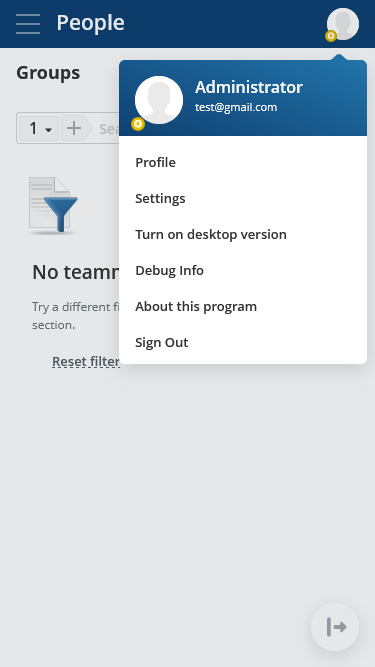 People
Groups
Administrator
test@gmail.com
1
Sea
Profile
Settings
Turn on desktop version
Debug Info
About this program
Sign Out
No teamn
Try a different fi
section.
Reset filter